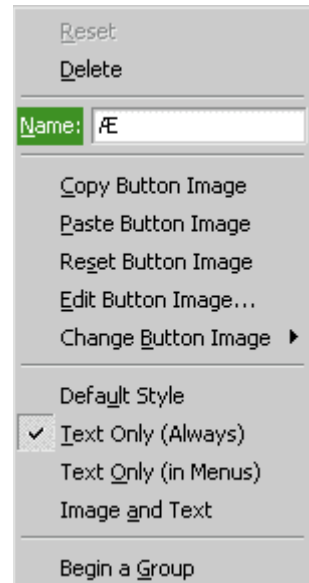 Reset
Delete
Name: Æ
Copy Button Image
Paste Button Image
Reset Button Image
Edit Button Image...
Change Button Image
Default Style
Text Only (Always)
Text Only (in Menus)
Image and Text
Begin a Group